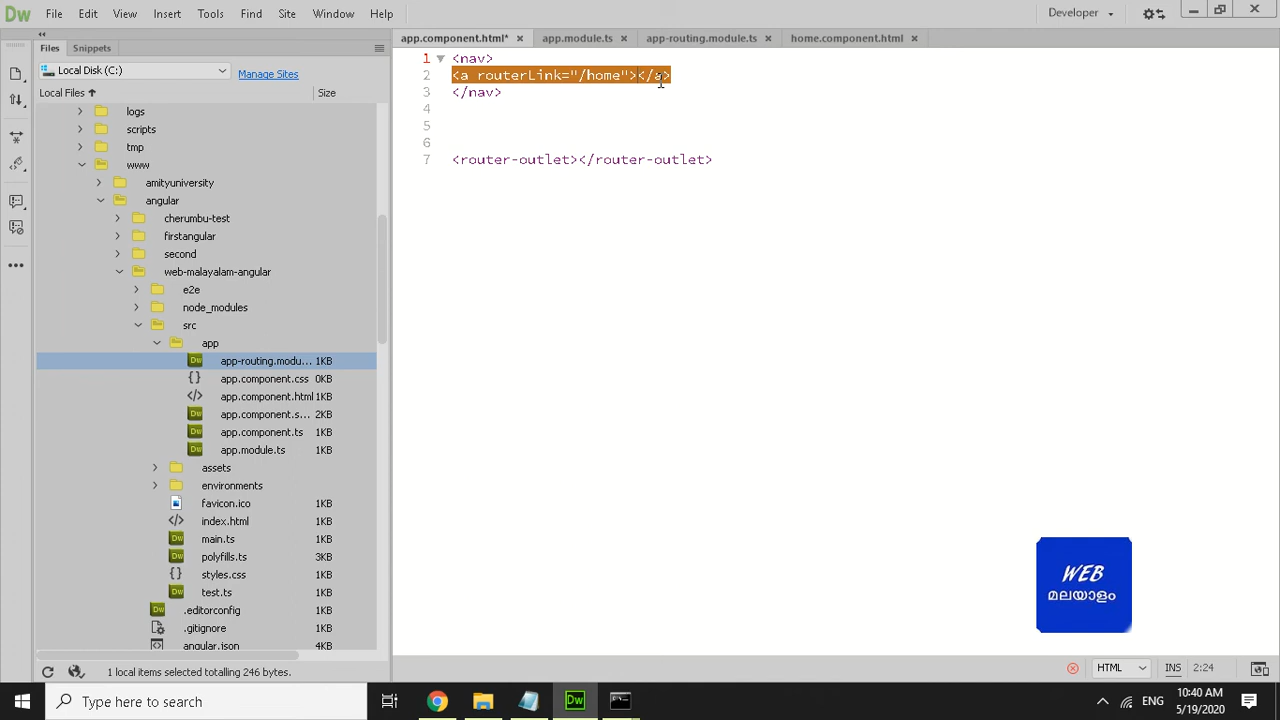 Dw File Edit View Insert Tools Find Site Window Help Developer
Files Snippets
app.component.html* app.module.ts app-routing.module.ts home.component.html
Local Disk (C:) Manage Sites
Local Files Size
logs
scripts
tmp
www
amityuniversity
angular
cherumbu-test
firstangular
second
web-malayalam-angular
e2e
node_modules
src
app
app-routing.modu... 1KB
app.component.css 0KB
app.component.html 1KB
app.component.s... 2KB
app.component.ts 1KB
app.module.ts 1KB
assets
environments
favicon.ico 1KB
index.html 1KB
main.ts 1KB
polyfills.ts 3KB
styles.css 1KB
test.ts 1KB
.editorconfig 1KB
.gitignore 1KB
angular.json 4KB
1 local items selected totalling 246 bytes.
1 <nav>
2 <a routerLink="/home"></a>
3 </nav>
4
5
6
7 <router-outlet></router-outlet>
WEB
മലയാളം
HTML INS 2:24
Type here to search
Dw
ENG
10:40 AM
5/19/2020